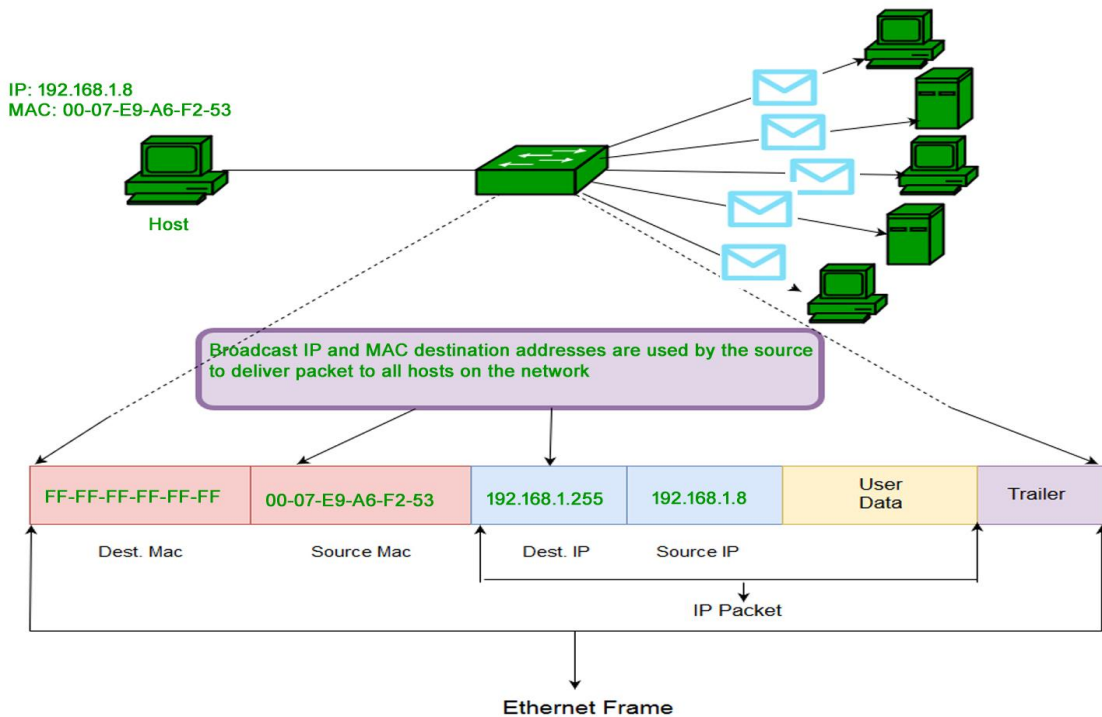 IP: 192.168.1.8
MAC: 00-07-E9-A6-F2-53
Host
Broadcast IP and MAC destination addresses are used by the source
to deliver packet to all hosts on the network
FF-FF-FF-FF-FF-FF
00-07-E9-A6-F2-53
192.168.1.255
192.168.1.8
User
Data
Trailer
Dest. Mac
Source Mac
Dest. IP
Source IP
IP Packet
Ethernet Frame